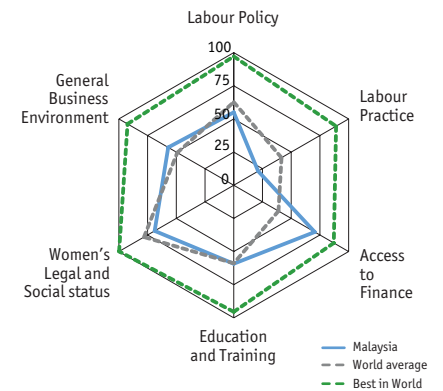 Labour Policy
100
75
50
25
0
General
Business
Environment
Labour
Practice
Women's
Legal and
Social status
Access
to
Finance
Education
and Training
Malaysia
World average
Best in World